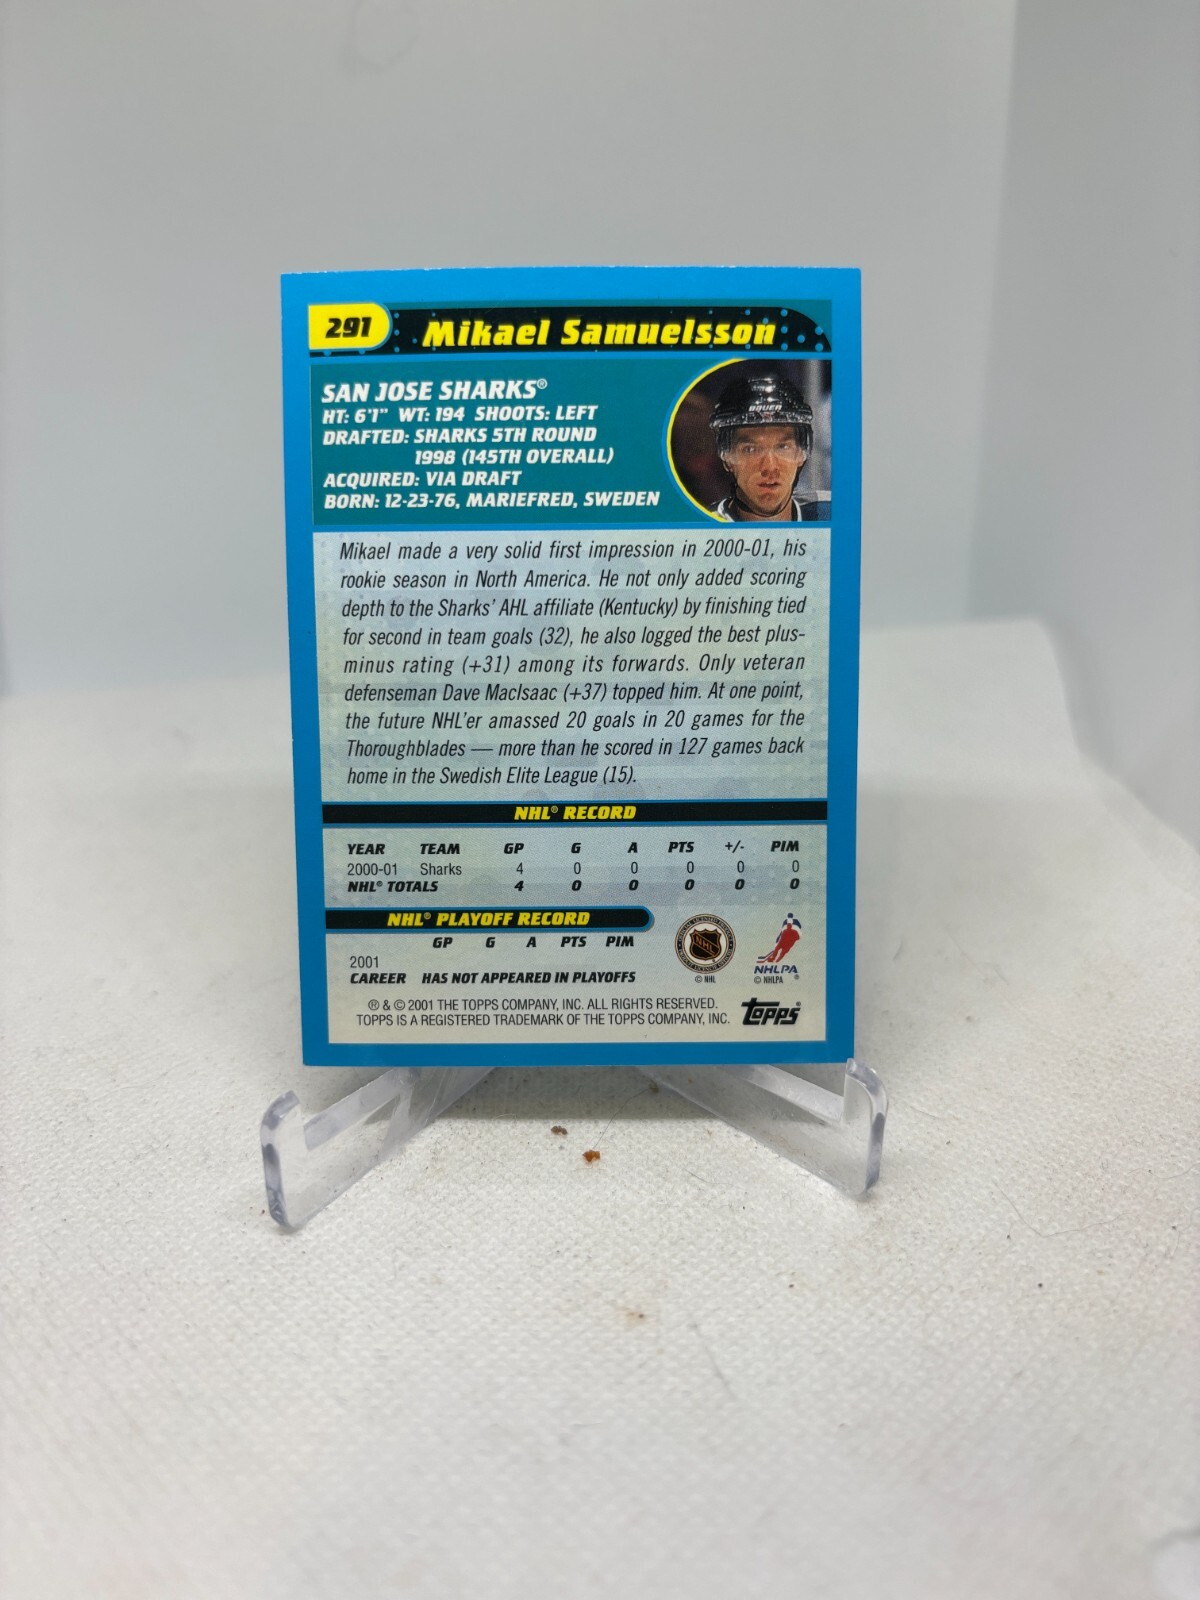 291 Mikael Samuelsson
SAN JOSE SHARKS®
HT: 6'1" WT: 194 SHOOTS: LEFT
DRAFTED: SHARKS 5TH ROUND
1998 (145TH OVERALL)
ACQUIRED: VIA DRAFT
BORN: 12-23-76, MARIEFRED, SWEDEN
BAUER
Mikael made a very solid first impression in 2000-01, his
rookie season in North America. He not only added scoring
depth to the Sharks' AHL affiliate (Kentucky) by finishing tied
for second in team goals (32), he also logged the best plus-
minus rating (+31) among its forwards. Only veteran
defenseman Dave MacIsaac (+37) topped him. At one point,
the future NHL'er amassed 20 goals in 20 games for the
Thoroughblades — more than he scored in 127 games back
home in the Swedish Elite League (15).
NHL® RECORD
YEAR TEAM GP G A PTS +/- PIM
2000-01 Sharks 4 0 0 0 0 0
NHL® TOTALS 4 0 0 0 0 0
NHL® PLAYOFF RECORD
GP G A PTS PIM
2001
CAREER HAS NOT APPEARED IN PLAYOFFS
NHL
© NHL
NHLPA ®
© NHLPA
® & © 2001 THE TOPPS COMPANY, INC. ALL RIGHTS RESERVED.
TOPPS IS A REGISTERED TRADEMARK OF THE TOPPS COMPANY, INC.
Topps®